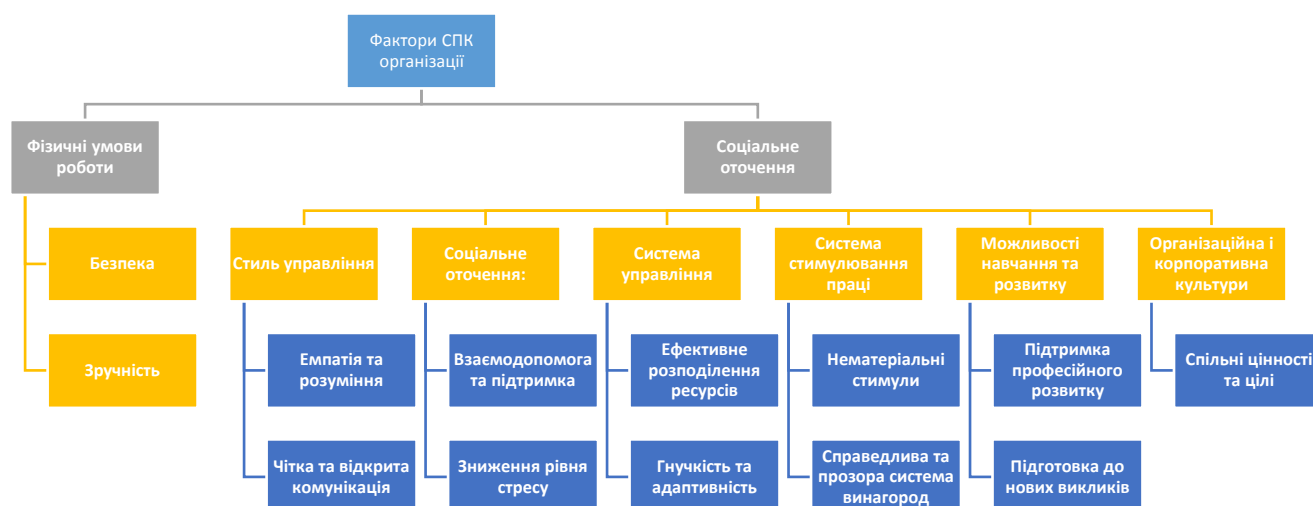 Фактори СПК
організації
Фізичні умови
роботи
Соціальне
оточення
Безпека
Зручність
Стиль управління
Емпатія та
розуміння
Чітка та відкрита
комунікація
Соціальне
оточення:
Взаємодопомога
та підтримка
Зниження рівня
стресу
Система
управління
Ефективне
розподілення
ресурсів
Гнучкість та
адаптивність
Система
стимулювання
праці
Нематеріальні
стимули
Справедлива та
прозора система
винагород
Можливості
навчання та
розвитку
Підтримка
професійного
розвитку
Підготовка до
нових викликів
Організаційна і
корпоративна
культури
Спільні цінності
та цілі